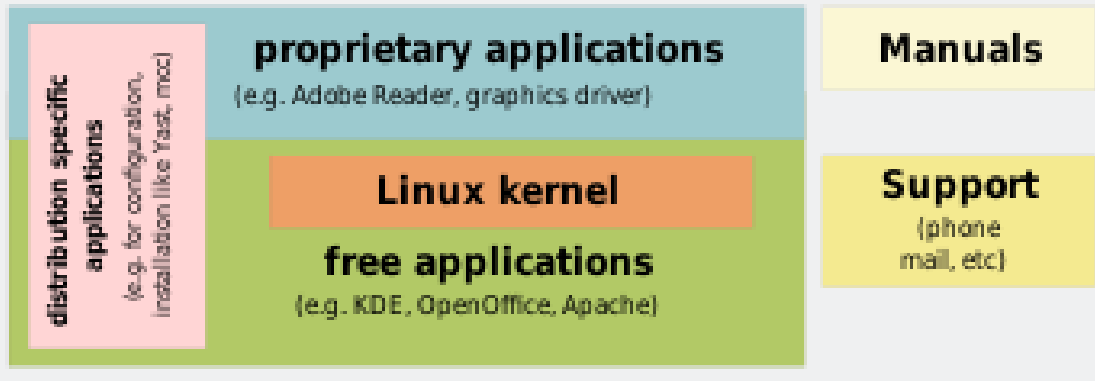 distribution specific
applications
(e.g. for configuration,
installation like Yast, mcc)
proprietary applications
(e.g. Adobe Reader, graphics driver)
Linux kernel
free applications
(e.g. KDE, OpenOffice, Apache)
Manuals
Support
(phone
mail, etc)